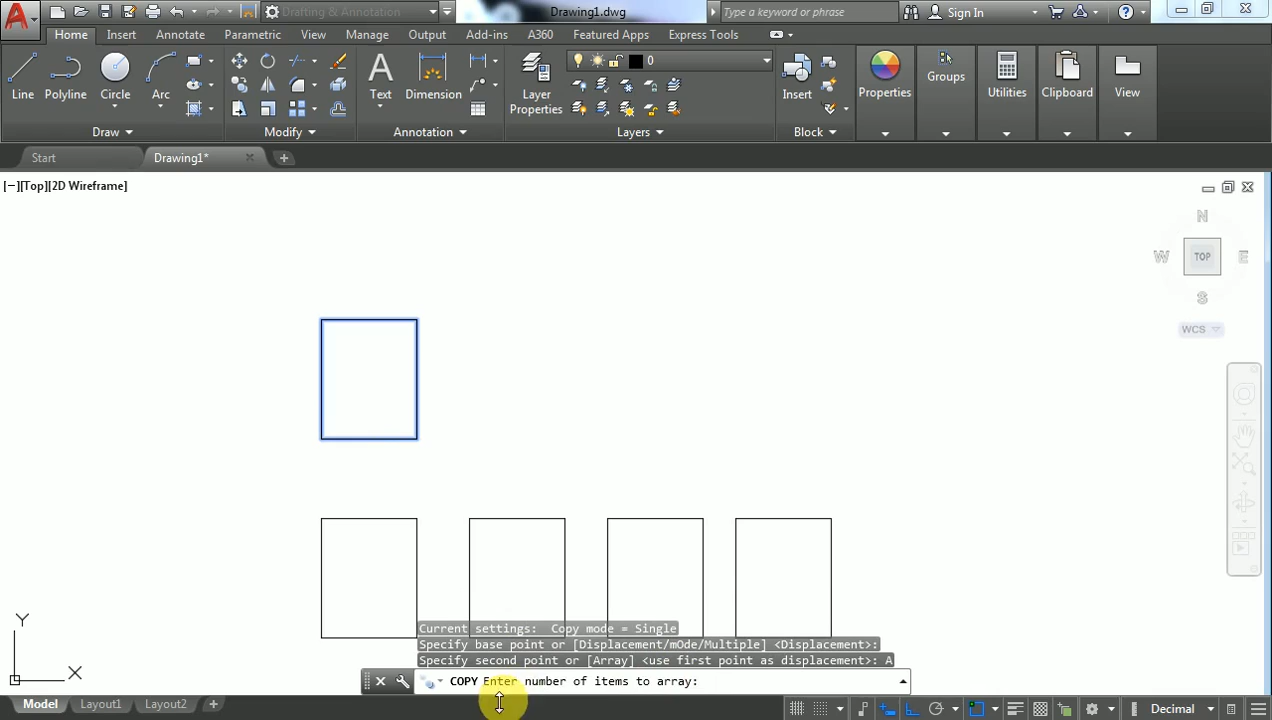 Drafting & Annotation
Drawing1.dwg
Type a keyword or phrase
Sign In
Home
Insert
Annotate
Parametric
View
Manage
Output
Add-ins
A360
Featured Apps
Express Tools
Line
Polyline
Circle
Arc
Text
Dimension
Layer
Properties
0
Insert
Properties
Groups
Utilities
Clipboard
View
Draw
Modify
Annotation
Layers
Block
Start
Drawing1*
[−][Top][2D Wireframe]
N
W
TOP
E
S
WCS
Y
X
Current settings: Copy mode = Single
Specify base point or [Displacement/mOde/Multiple] <Displacement>:
Specify second point or [Array] <use first point as displacement>: A
COPY Enter number of items to array:
Model
Layout1
Layout2
Decimal